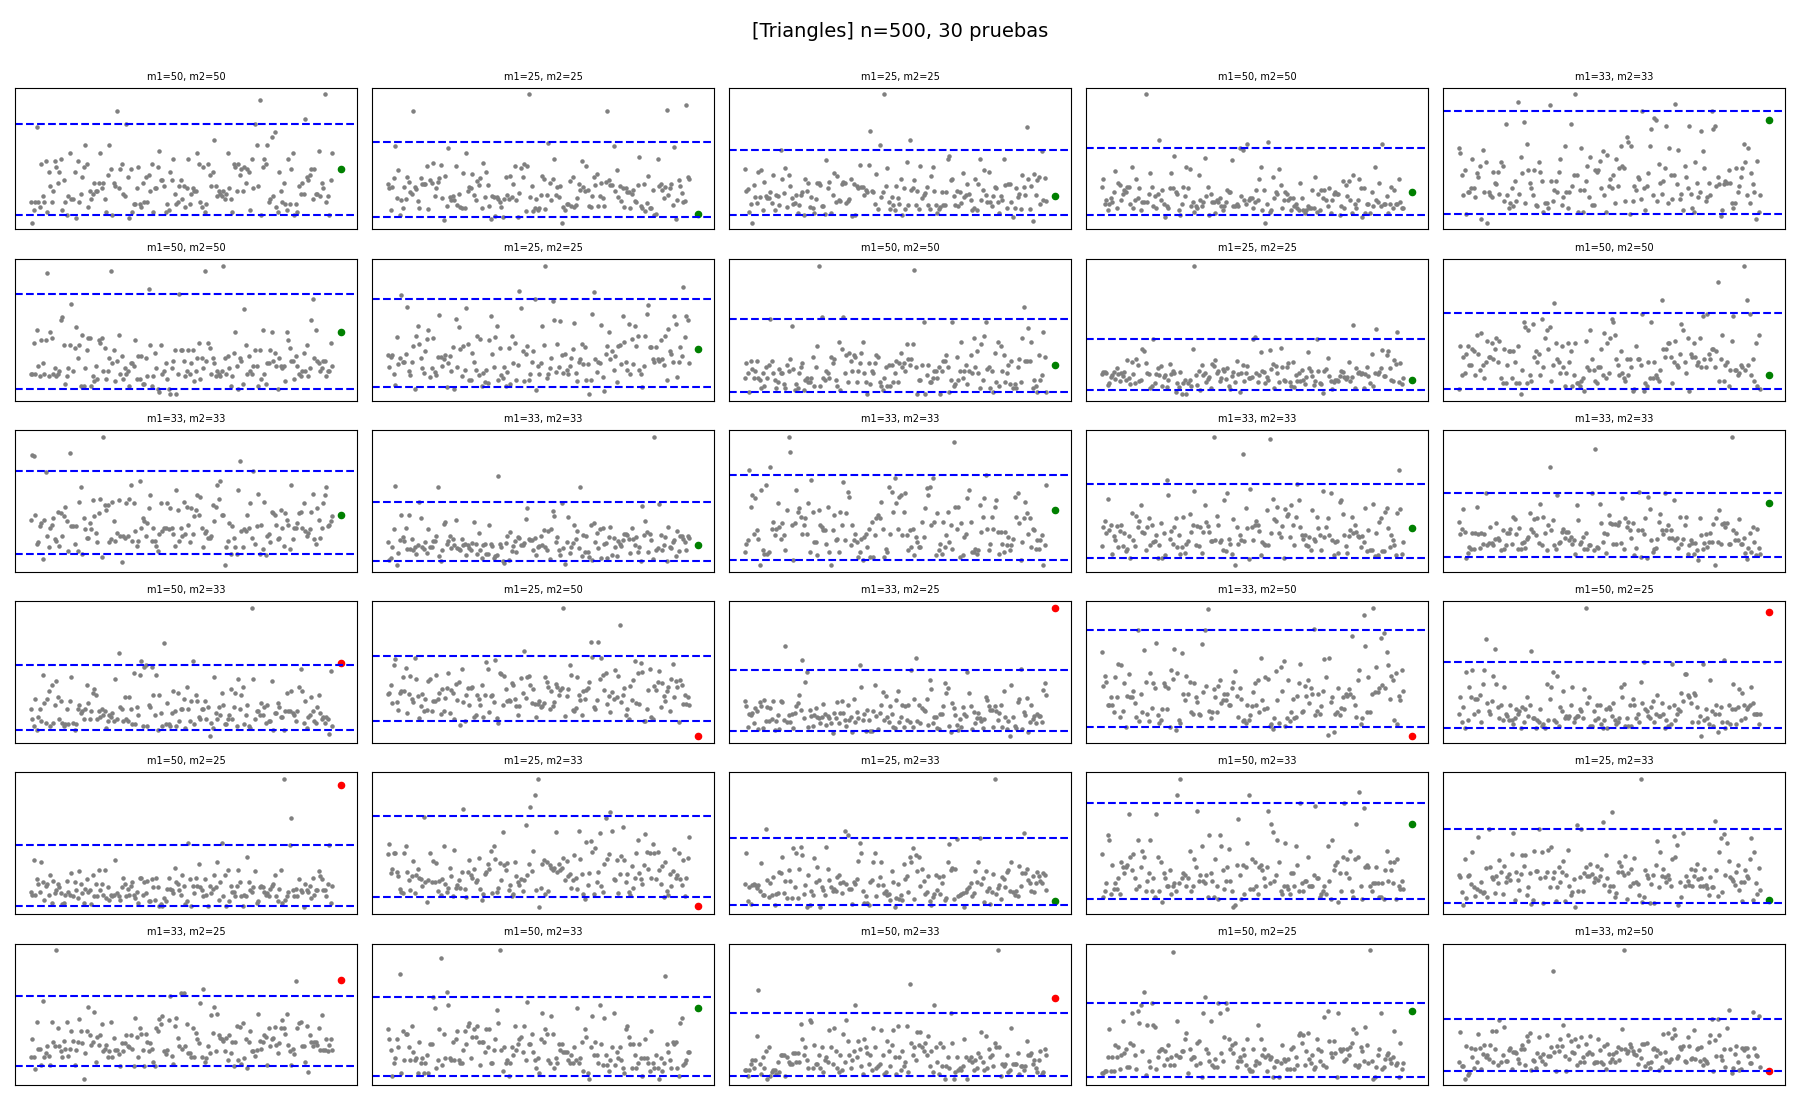 [Triangles] n=500, 30 pruebas
m1=50, m2=50
m1=25, m2=25
m1=25, m2=25
m1=50, m2=50
m1=33, m2=33
m1=50, m2=50
m1=25, m2=25
m1=50, m2=50
m1=25, m2=25
m1=50, m2=50
m1=33, m2=33
m1=33, m2=33
m1=33, m2=33
m1=33, m2=33
m1=33, m2=33
m1=50, m2=33
m1=25, m2=50
m1=33, m2=25
m1=33, m2=50
m1=50, m2=25
m1=50, m2=25
m1=25, m2=33
m1=25, m2=33
m1=50, m2=33
m1=25, m2=33
m1=33, m2=25
m1=50, m2=33
m1=50, m2=33
m1=50, m2=25
m1=33, m2=50